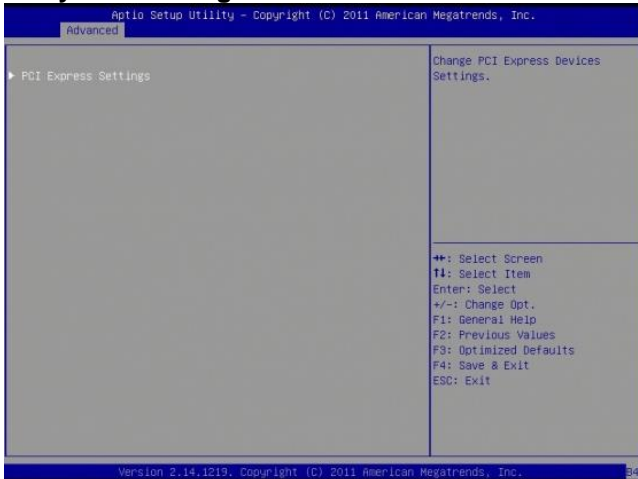 Aptio Setup Utility - Copyright (C) 2011 American Megatrends, Inc.
Advanced
PCI Express Settings
Change PCI Express Devices
Settings.
: Select Screen
↑↓: Select Item
Enter: Select
+/-: Change Opt.
F1: General Help
F2: Previous Values
F3: Optimized Defaults
F4: Save & Exit
ESC: Exit
Version 2.14.1219. Copyright (C) 2011 American Megatrends, Inc.